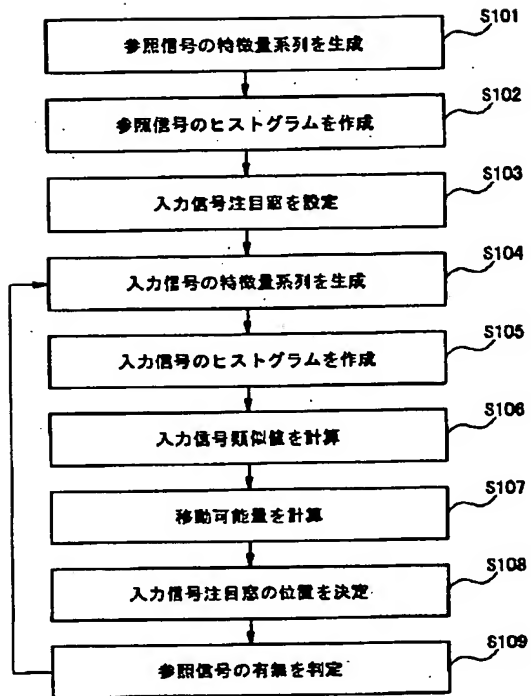 S101
参照信号の特徴量系列を生成
S102
参照信号のヒストグラムを作成
S103
入力信号注目窓を設定
S104
入力信号の特徴量系列を生成
S105
入力信号のヒストグラムを作成
S106
入力信号類似値を計算
S107
移動可能量を計算
S108
入力信号注目窓の位置を決定
S109
参照信号の有無を判定